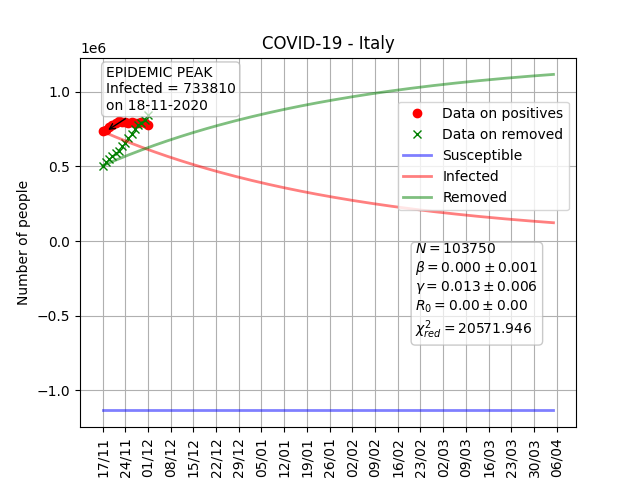 COVID-19 - Italy
1e6
EPIDEMIC PEAK
Infected = 733810
on 18-11-2020
Data on positives
Data on removed
Susceptible
Infected
Removed
N = 103750
β = 0.000 ± 0.001
γ = 0.013 ± 0.006
R₀ = 0.00 ± 0.00
χ²red = 20571.946
Number of people
1.0
0.5
0.0
−0.5
−1.0
17/11
24/11
01/12
08/12
15/12
22/12
29/12
05/01
12/01
19/01
26/01
02/02
09/02
16/02
23/02
02/03
09/03
16/03
23/03
30/03
06/04